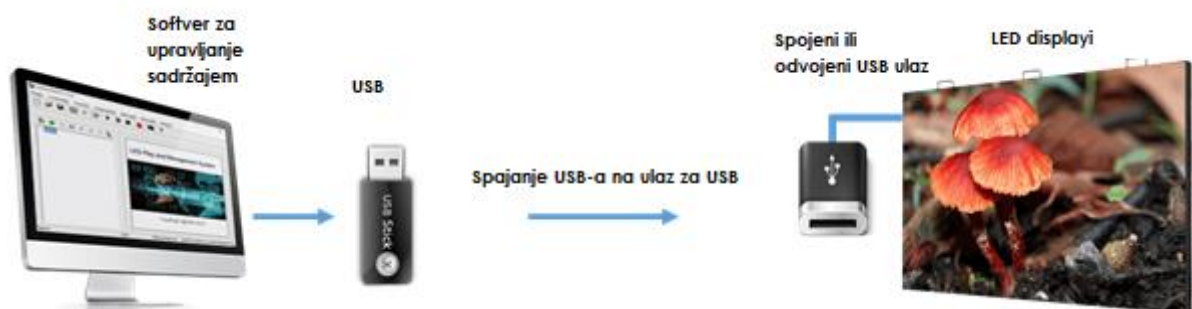 Softver za
upravljanje
sadržajem
USB
USB Stick
Spajanje USB-a na ulaz za USB
Spojeni ili
odvojeni USB ulaz
LED displayi